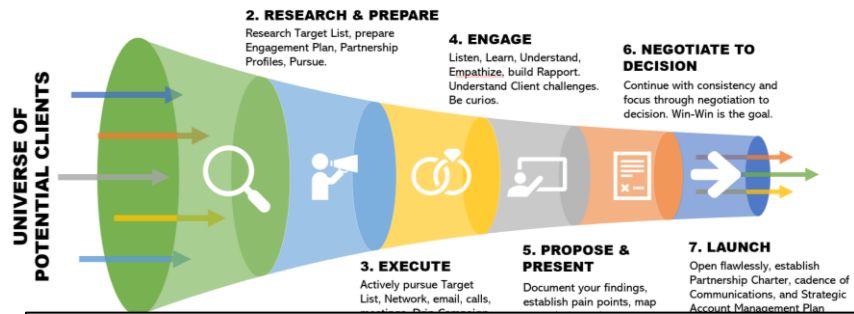 UNIVERSE OF
POTENTIAL CLIENTS
2. RESEARCH & PREPARE
Research Target List, prepare
Engagement Plan, Partnership
Profiles, Pursue.
3. EXECUTE
Actively pursue Target
List, Network, email, calls,
4. ENGAGE
Listen, Learn, Understand,
Empathize, build Rapport.
Understand Client challenges.
Be curios.
5. PROPOSE &
PRESENT
Document your findings,
establish pain points, map
6. NEGOTIATE TO
DECISION
Continue with consistency and
focus through negotiation to
decision. Win-Win is the goal.
7. LAUNCH
Open flawlessly, establish
Partnership Charter, cadence of
Communications, and Strategic
Account Management Plan